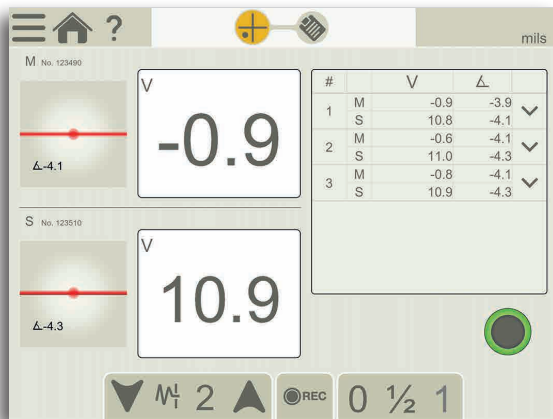 ?
mils
M No. 123490
V
-0.9
∡-4.1
S No. 123510
V
10.9
∡-4.3
# V ∡
1 M -0.9 -3.9
S 10.8 -4.1
2 M -0.6 -4.1
S 11.0 -4.3
3 M -0.8 -4.1
S 10.9 -4.3
2 REC 0 ½ 1